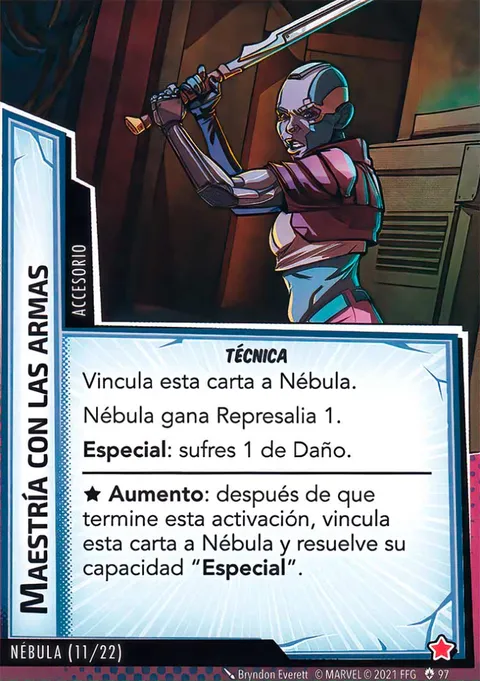 TÉCNICA
Vincula esta carta a Nébula.
Nébula gana Represalia 1.
Especial: sufres 1 de Daño.
★ Aumento: después de que
termine esta activación, vincula
esta carta a Nébula y resuelve su
capacidad “Especial”.
MAESTRÍA CON LAS ARMAS
ACCESORIO
NÉBULA (11/22)
Bryndon Everett © MARVEL © 2021 FFG 97